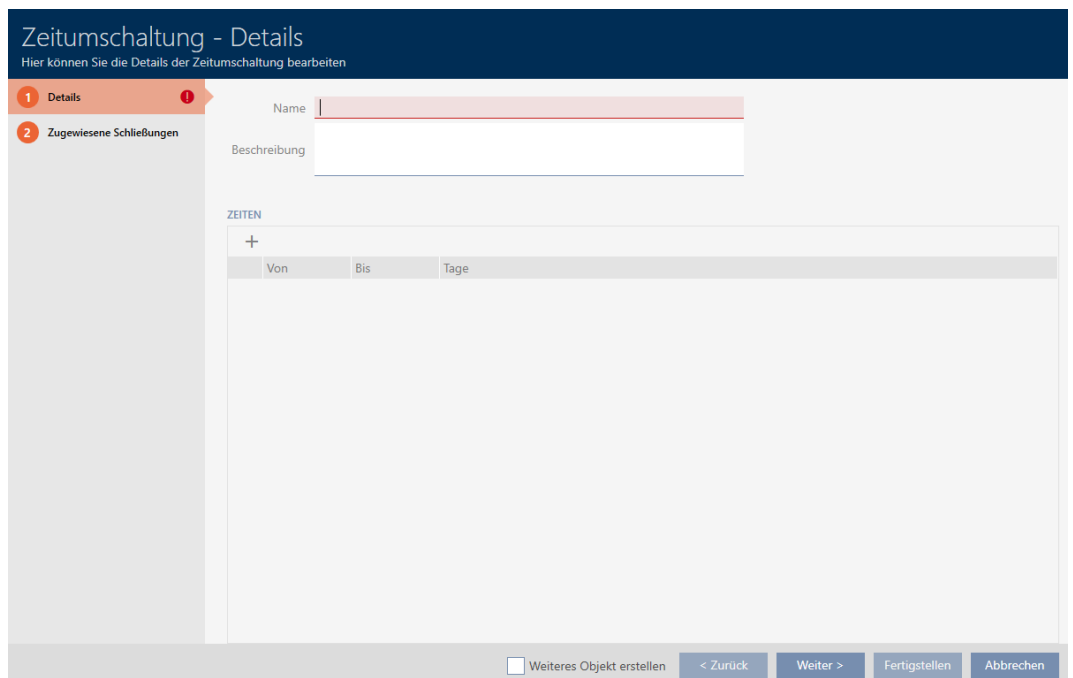 Zeitumschaltung - Details
Hier können Sie die Details der Zeitumschaltung bearbeiten
1 Details !
2 Zugewiesene Schließungen
Name
Beschreibung
ZEITEN
+
Von Bis Tage
Weiteres Objekt erstellen < Zurück Weiter > Fertigstellen Abbrechen